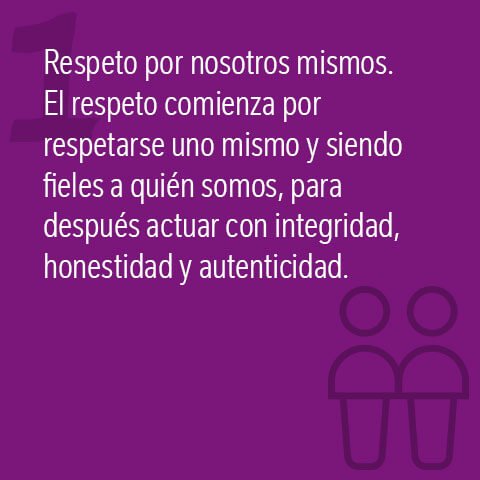 1
Respeto por nosotros mismos.
El respeto comienza por
respetarse uno mismo y siendo
fieles a quién somos, para
después actuar con integridad,
honestidad y autenticidad.